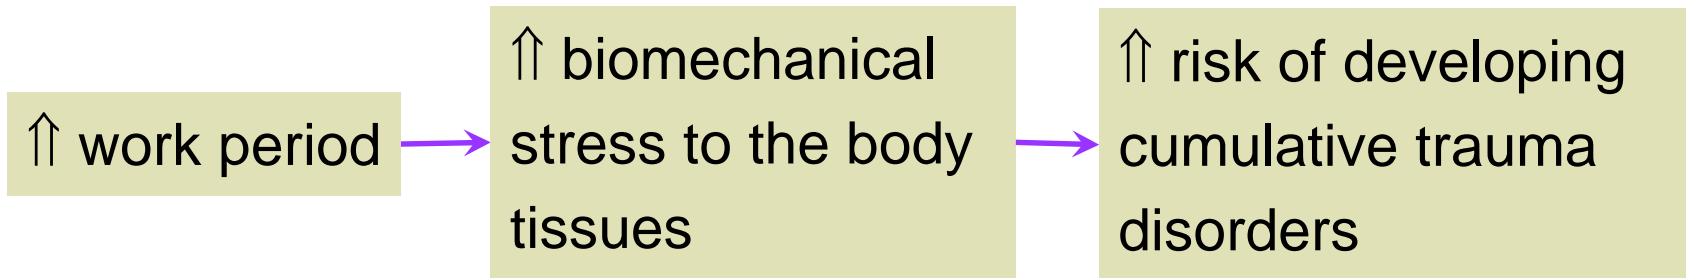 ⇑ work period
⇑ biomechanical
stress to the body
tissues
⇑ risk of developing
cumulative trauma
disorders